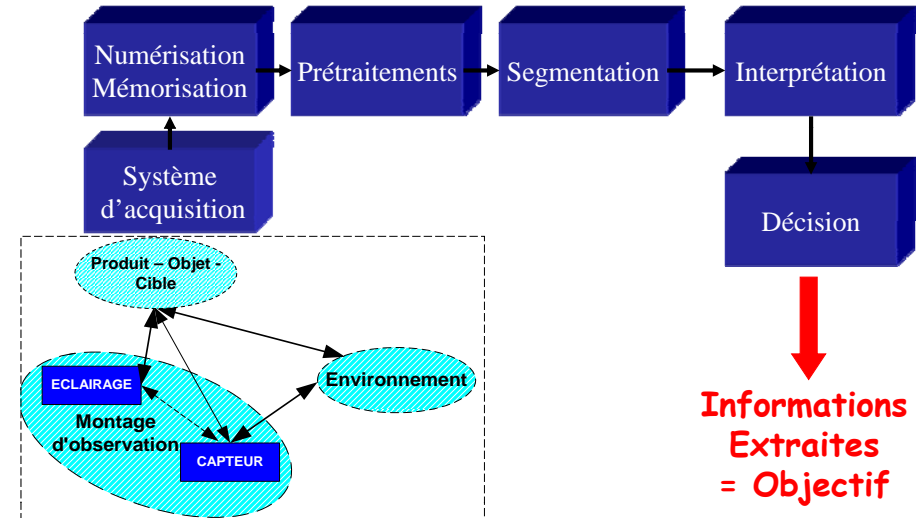 Numérisation
Mémorisation
Prétraitements
Segmentation
Interprétation
Système
d'acquisition
Décision
Produit – Objet -
Cible
ECLAIRAGE
Environnement
Montage
d'observation
CAPTEUR
Informations
Extraites
= Objectif